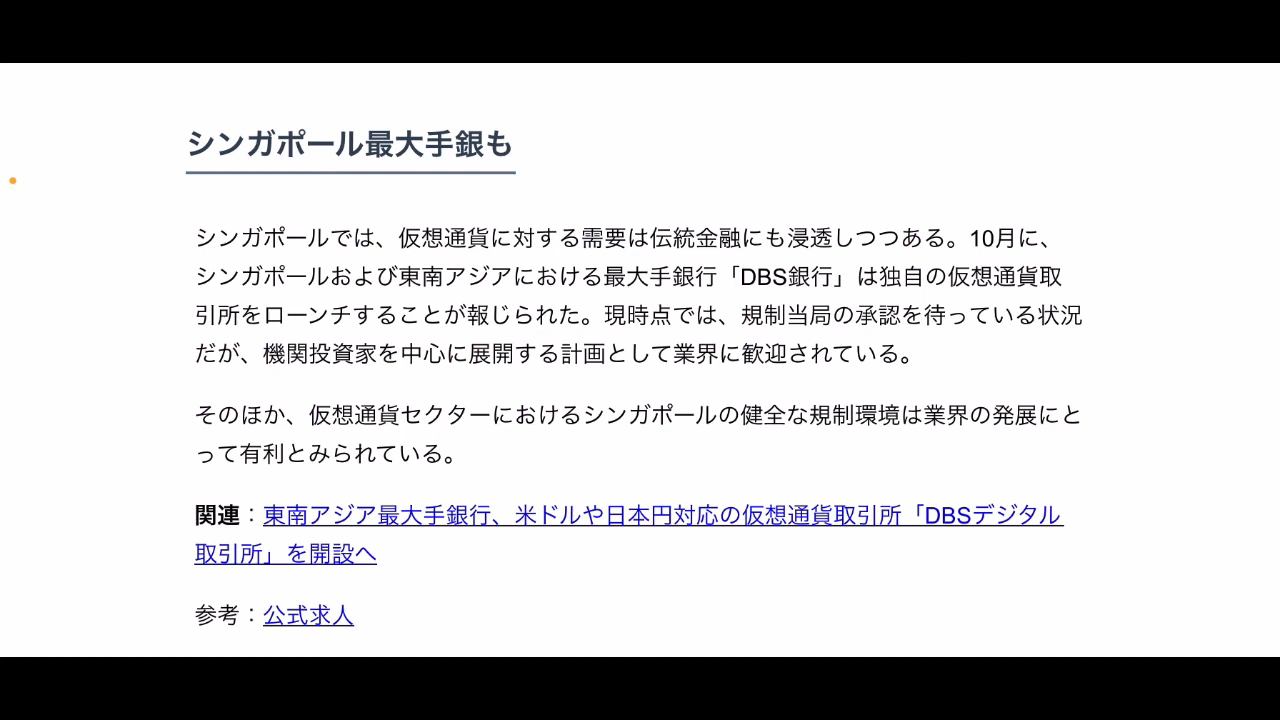 シンガポール最大手銀も
シンガポールでは、仮想通貨に対する需要は伝統金融にも浸透しつつある。10月に、
シンガポールおよび東南アジアにおける最大手銀行「DBS銀行」は独自の仮想通貨取
引所をローンチすることが報じられた。現時点では、規制当局の承認を待っている状況
だが、機関投資家を中心に展開する計画として業界に歓迎されている。
そのほか、仮想通貨セクターにおけるシンガポールの健全な規制環境は業界の発展にと
って有利とみられている。
関連：東南アジア最大手銀行、米ドルや日本円対応の仮想通貨取引所「DBSデジタル
取引所」を開設へ
参考：公式求人